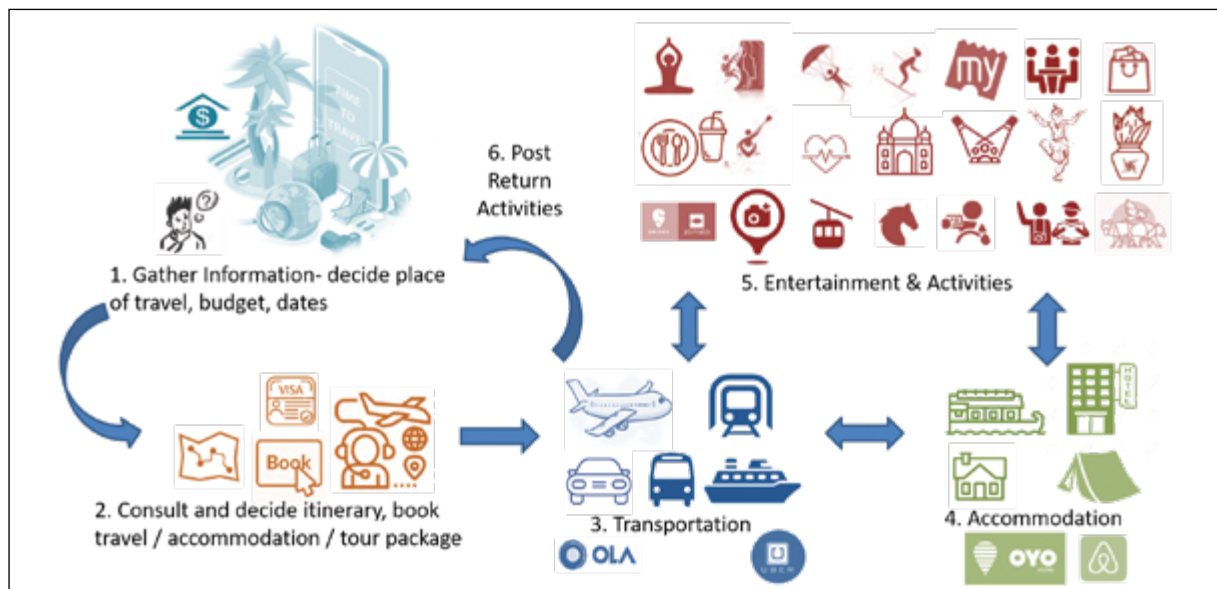 TIME
TO
TRAVEL
1. Gather Information- decide place
of travel, budget, dates
6. Post
Return
Activities
my
5. Entertainment & Activities
VISA
Book
2. Consult and decide itinerary, book
travel / accommodation / tour package
3. Transportation
OLA
UBER
HOTEL
4. Accommodation
OYO